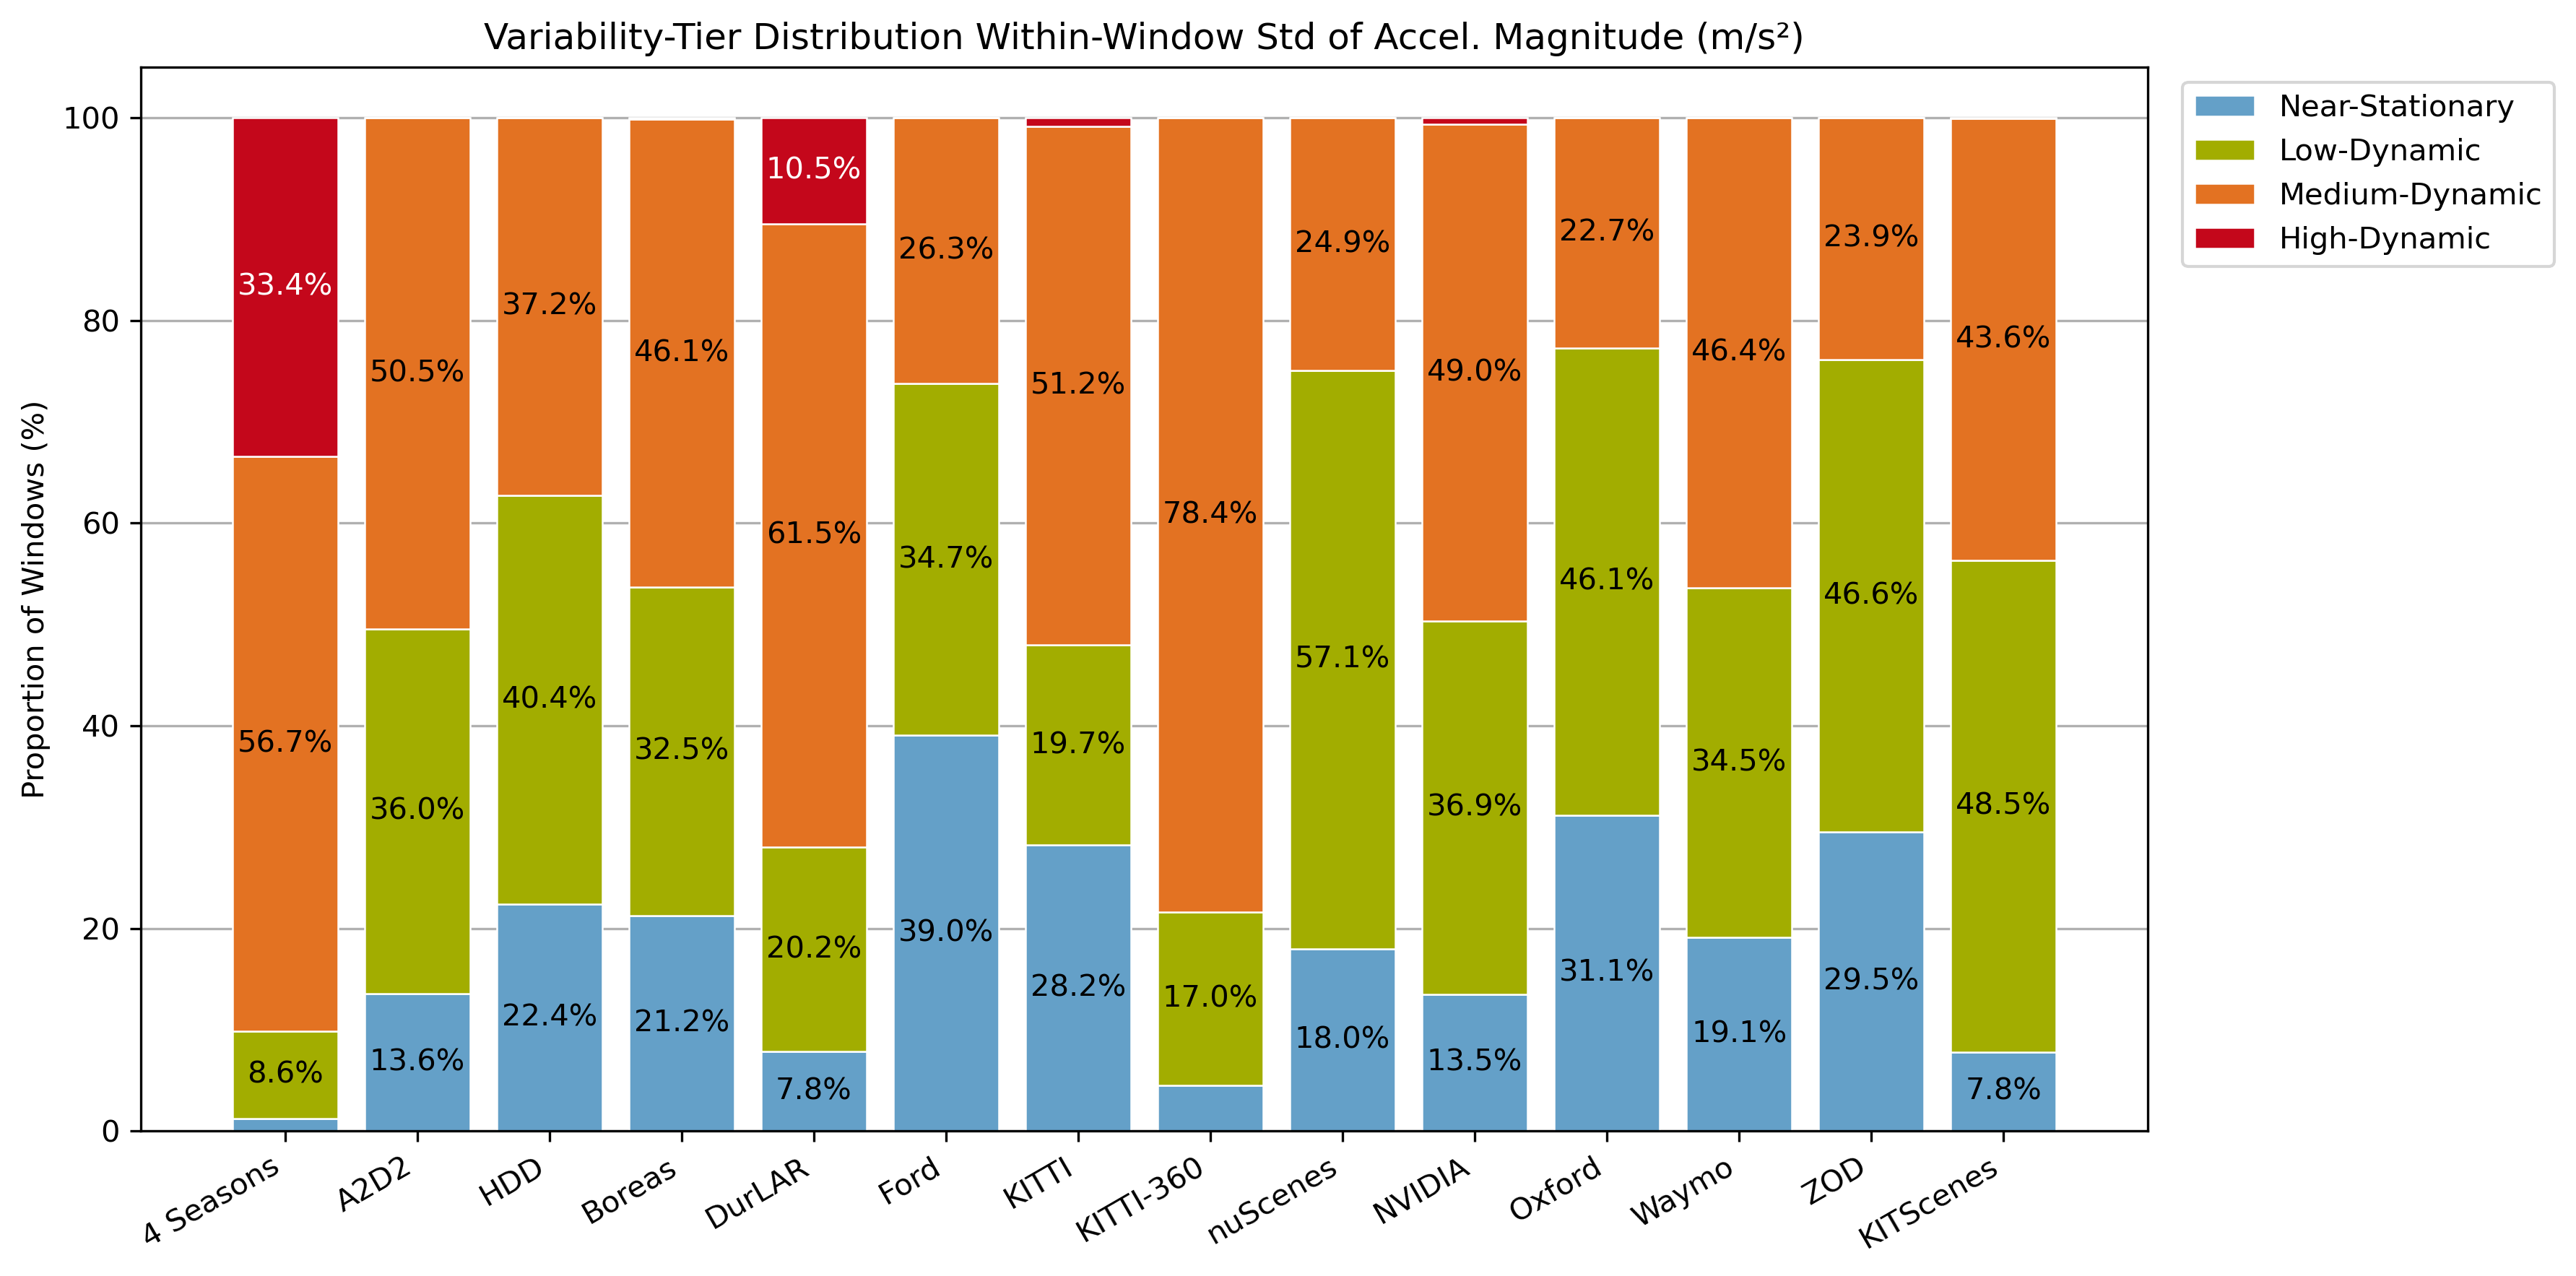 Variability-Tier Distribution Within-Window Std of Accel. Magnitude (m/s²)
Proportion of Windows (%)
100
80
60
40
20
0
Near-Stationary
Low-Dynamic
Medium-Dynamic
High-Dynamic
33.4%
56.7%
8.6%
50.5%
36.0%
13.6%
37.2%
40.4%
22.4%
46.1%
32.5%
21.2%
10.5%
61.5%
20.2%
7.8%
26.3%
34.7%
39.0%
51.2%
19.7%
28.2%
78.4%
17.0%
24.9%
57.1%
18.0%
49.0%
36.9%
13.5%
22.7%
46.1%
31.1%
46.4%
34.5%
19.1%
23.9%
46.6%
29.5%
43.6%
48.5%
7.8%
4 Seasons
A2D2
HDD
Boreas
DurLAR
Ford
KITTI
KITTI-360
nuScenes
NVIDIA
Oxford
Waymo
ZOD
KITScenes